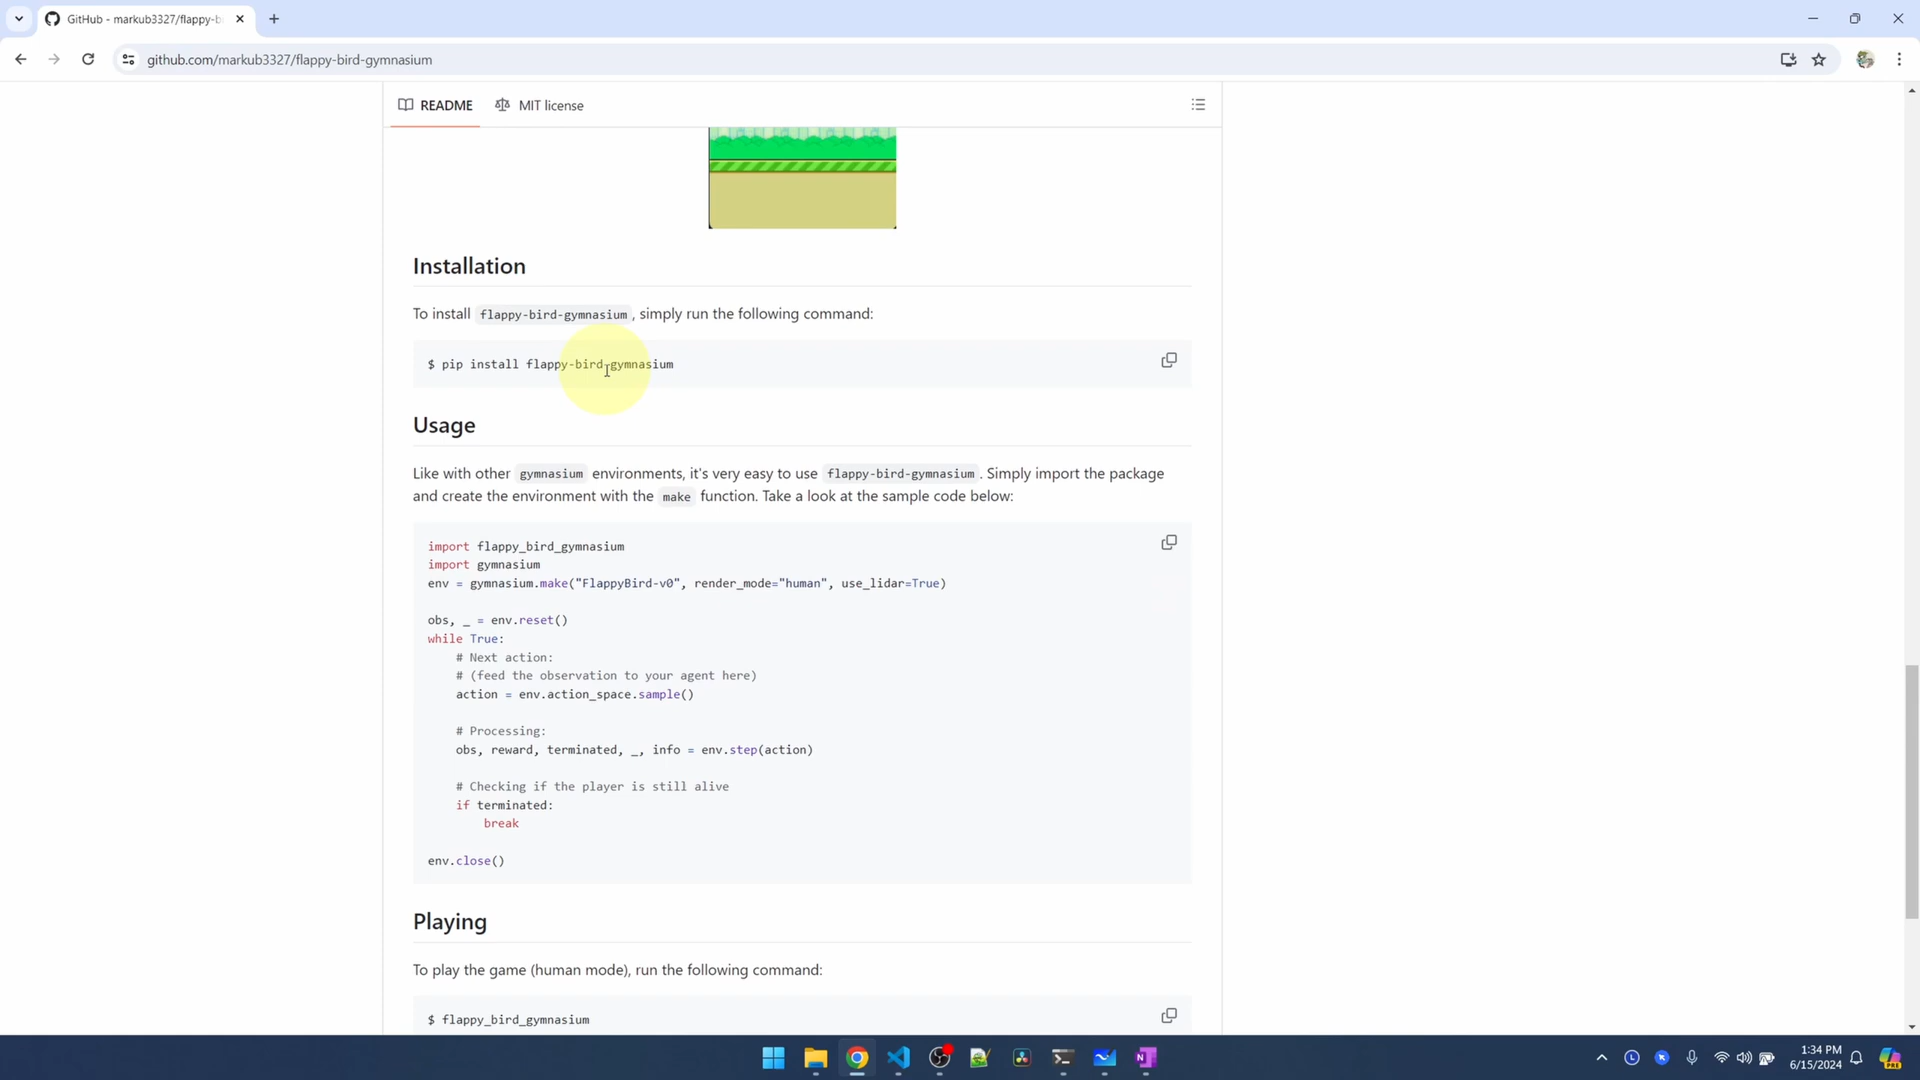 GitHub - markub3327/flappy-b
github.com/markub3327/flappy-bird-gymnasium
README
MIT license
Installation
To install flappy-bird-gymnasium, simply run the following command:
$ pip install flappy-bird-gymnasium
Usage
Like with other gymnasium environments, it's very easy to use flappy-bird-gymnasium. Simply import the package
and create the environment with the make function. Take a look at the sample code below:
import flappy_bird_gymnasium
import gymnasium
env = gymnasium.make("FlappyBird-v0", render_mode="human", use_lidar=True)
obs, _ = env.reset()
while True:
# Next action:
# (feed the observation to your agent here)
action = env.action_space.sample()
# Processing:
obs, reward, terminated, _, info = env.step(action)
# Checking if the player is still alive
if terminated:
break
env.close()
Playing
To play the game (human mode), run the following command:
$ flappy_bird_gymnasium
1:34 PM
6/15/2024
PRE